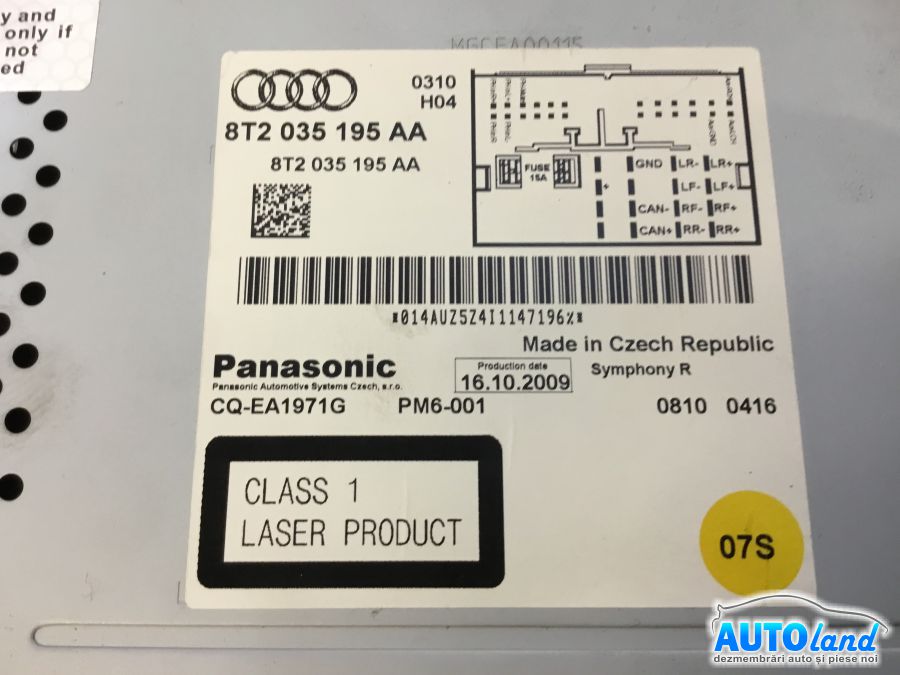 y and
only if
not
ed
0310
H04
8T2 035 195 AA
8T2 035 195 AA
FUSE
15A
GND LR- LR+
+ LF- LF+
CAN- RF- RF+
CAN+ RR- RR+
*014AUZ5Z4I1147196%*
Made in Czech Republic
Panasonic
Panasonic Automotive Systems Czech, s.r.o.
Production date
16.10.2009
Symphony R
CQ-EA1971G PM6-001 0810 0416
CLASS 1
LASER PRODUCT
07S
AUTOland
dezmembrări auto și piese noi